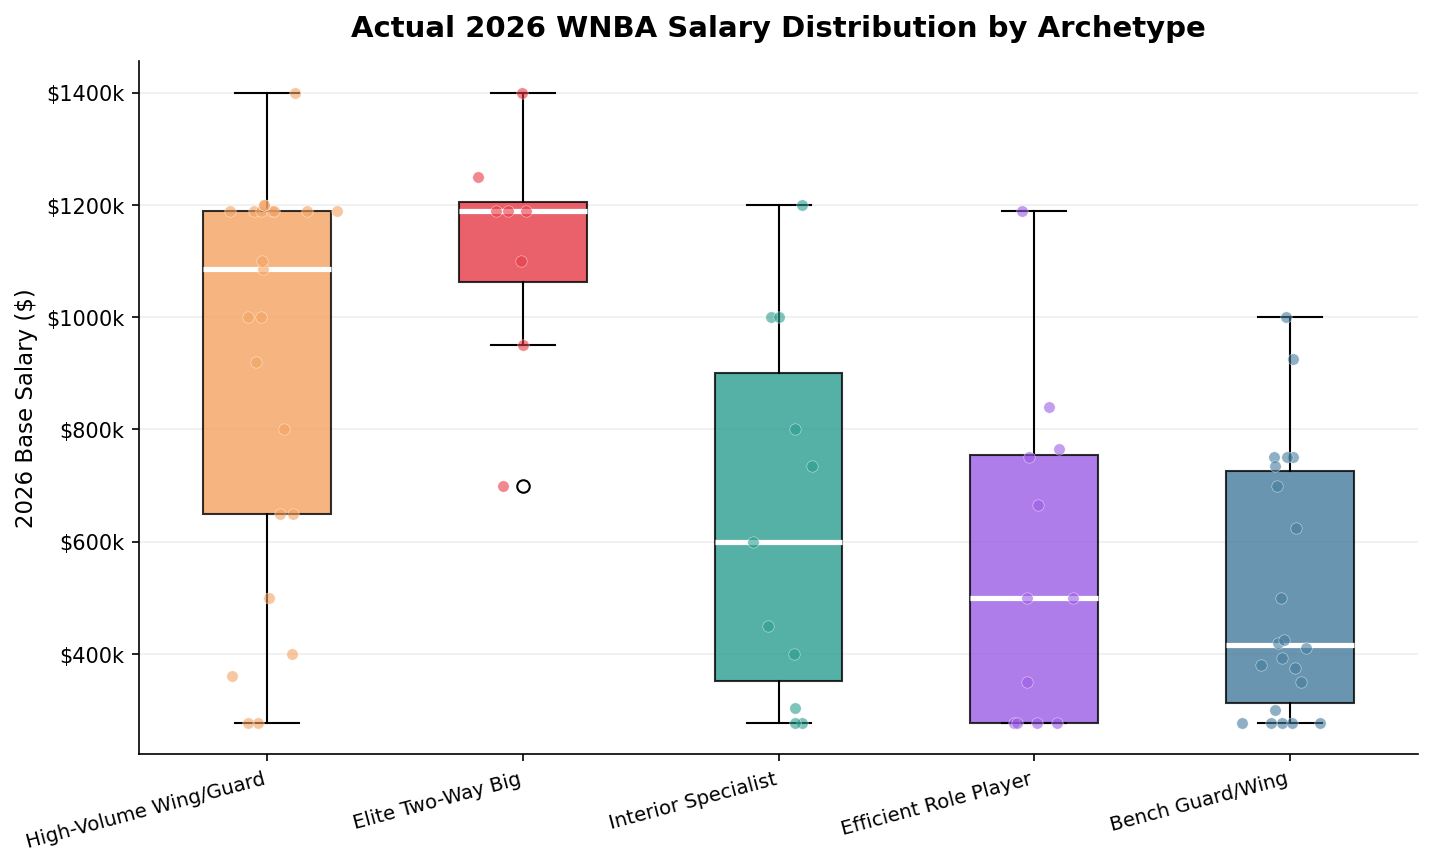 Actual 2026 WNBA Salary Distribution by Archetype
2026 Base Salary ($)
$1400k
$1200k
$1000k
$800k
$600k
$400k
High-Volume Wing/Guard
Elite Two-Way Big
Interior Specialist
Efficient Role Player
Bench Guard/Wing